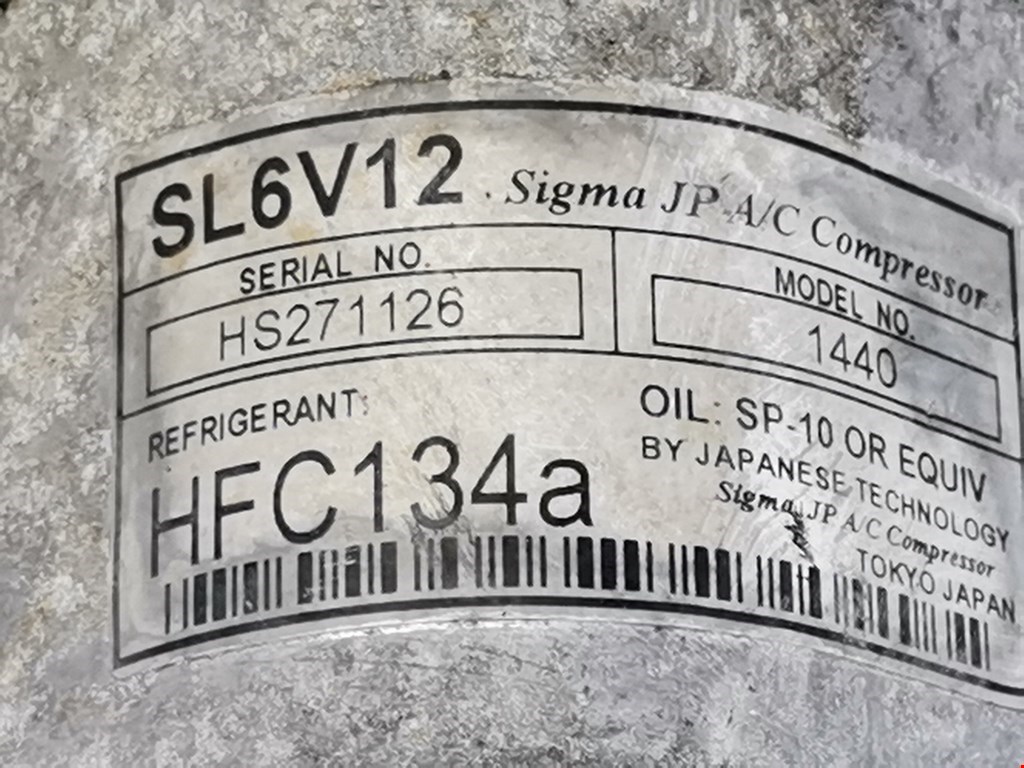 SL6V12 . Sigma JP A/C Compressor
SERIAL NO. MODEL NO.
HS271126 1440
REFRIGERANT:
HFC134a
OIL: SP-10 OR EQUIV
BY JAPANESE TECHNOLOGY
Sigma JP A/C Compressor
TOKYO JAPAN